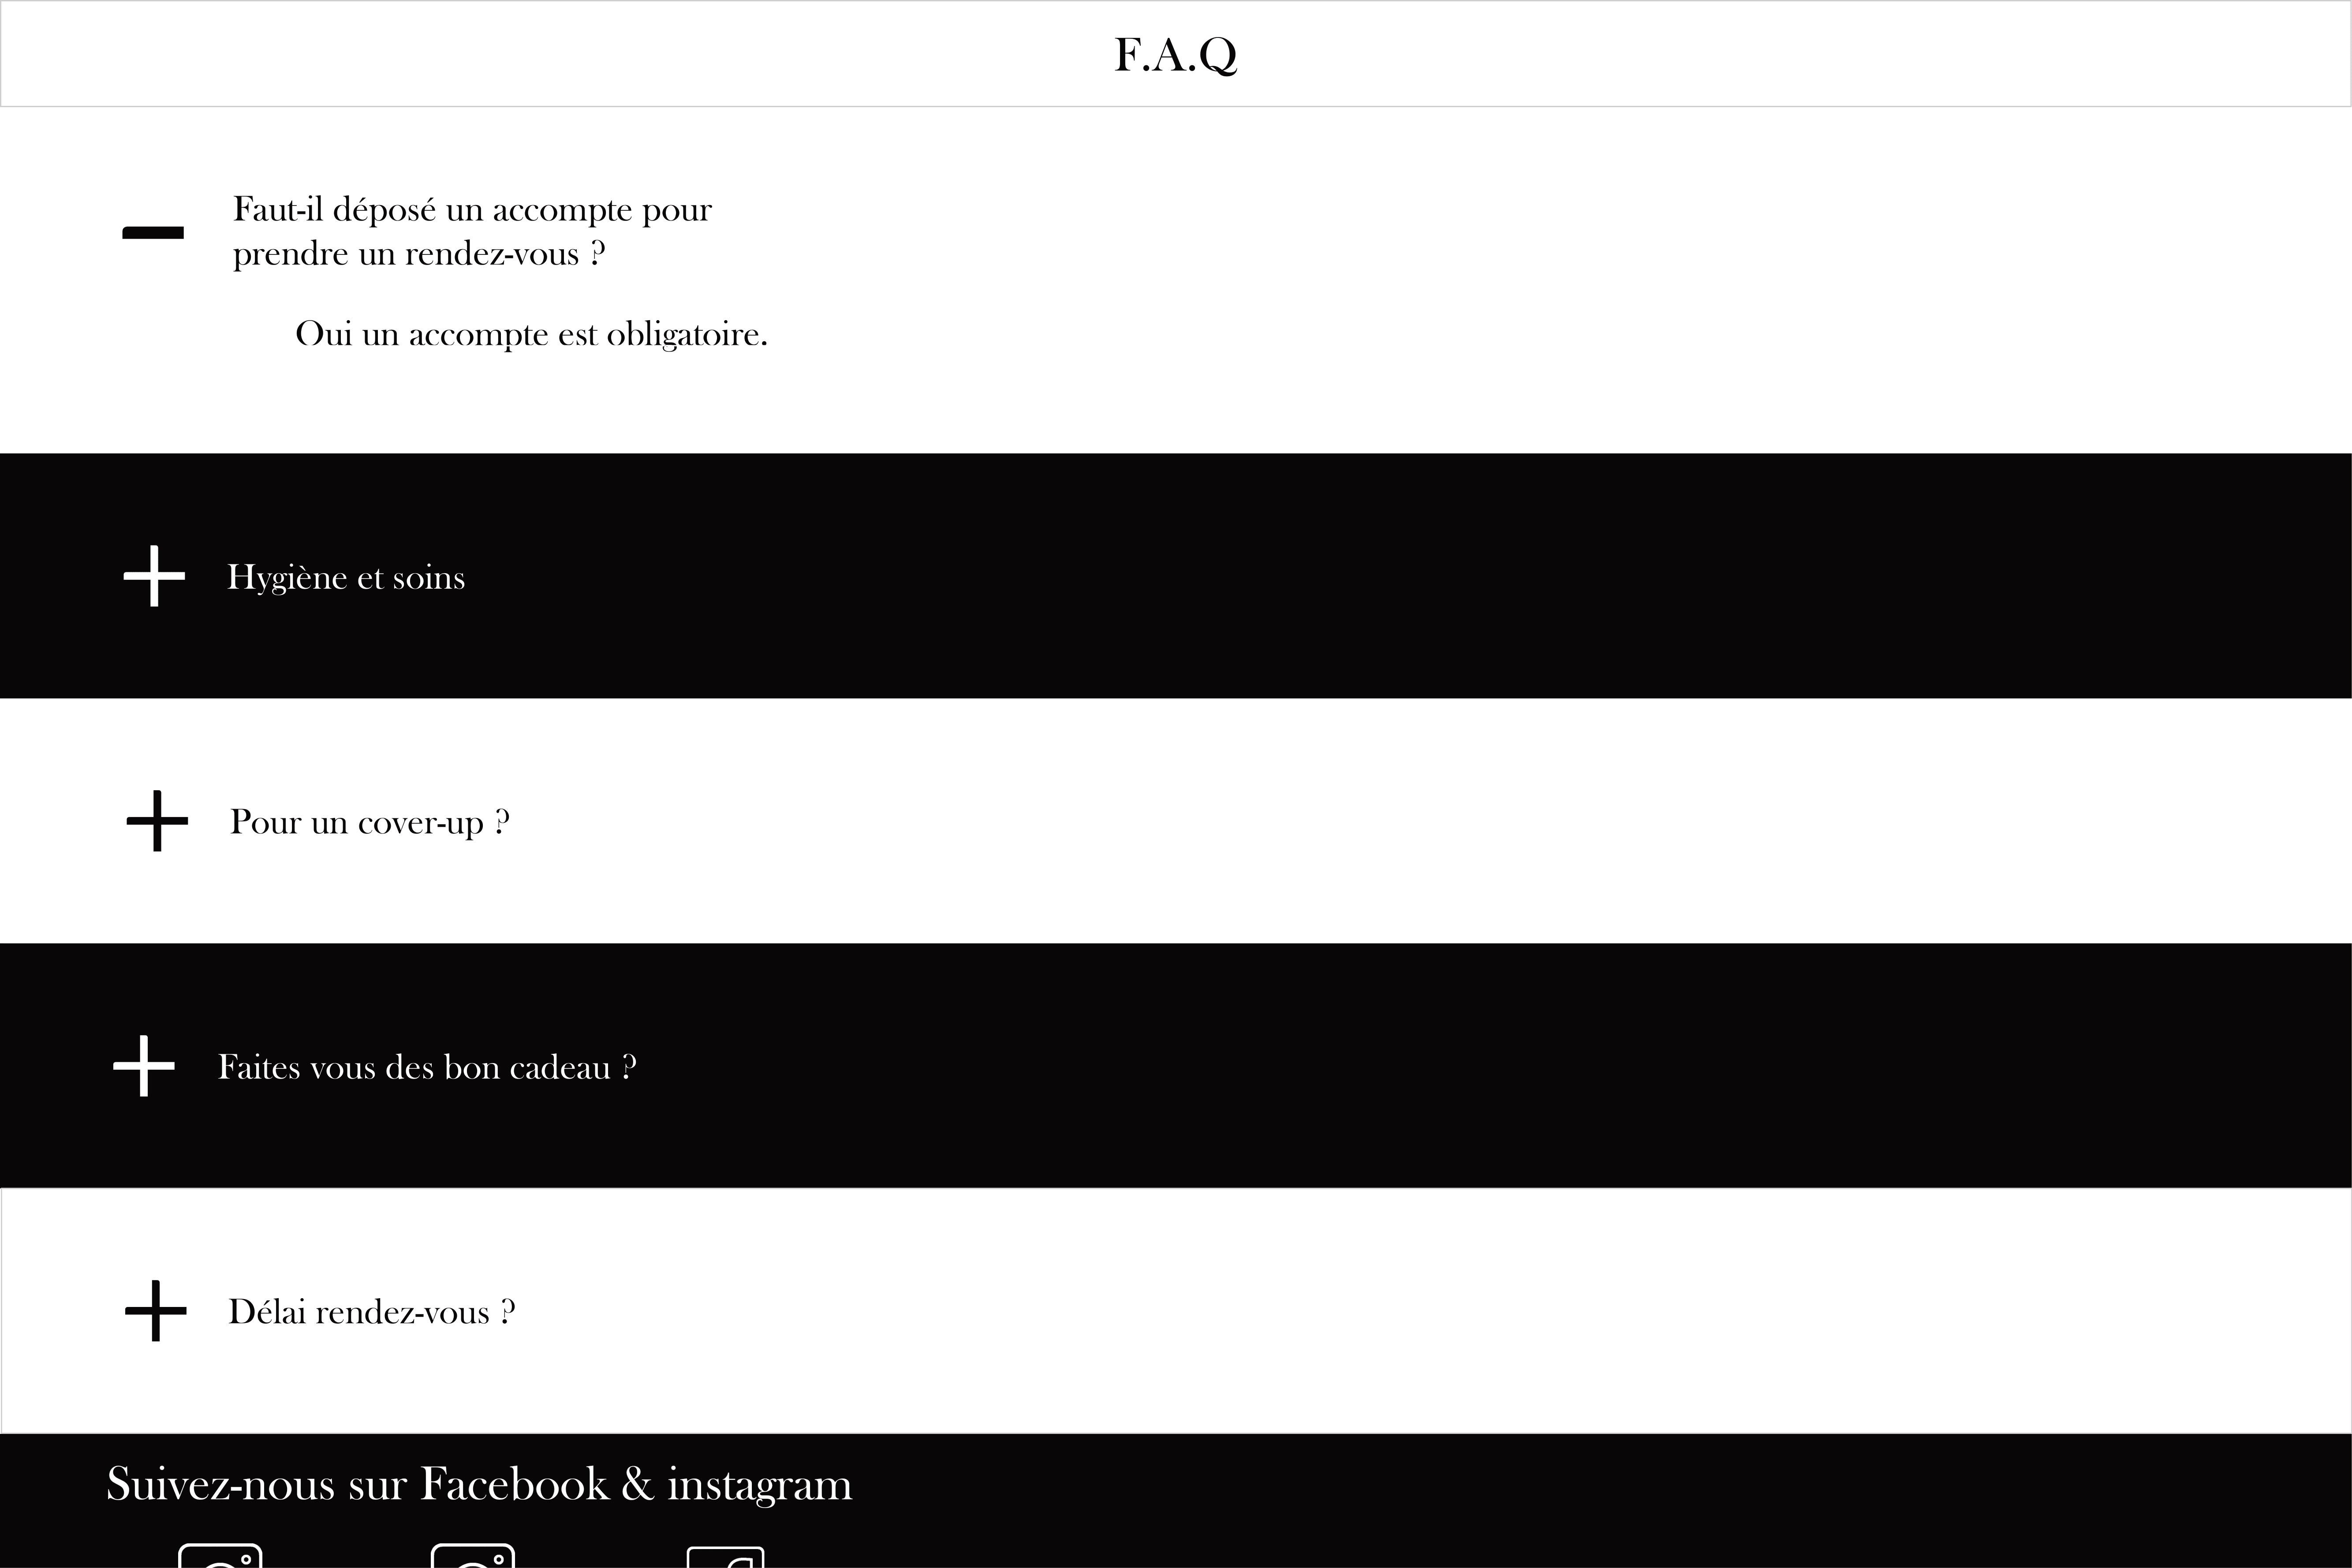 F.A.Q
Faut-il déposé un accompte pour
prendre un rendez-vous ?
Oui un accompte est obligatoire.
Hygiène et soins
Pour un cover-up ?
Faites vous des bon cadeau ?
Délai rendez-vous ?
Suivez-nous sur Facebook & instagram